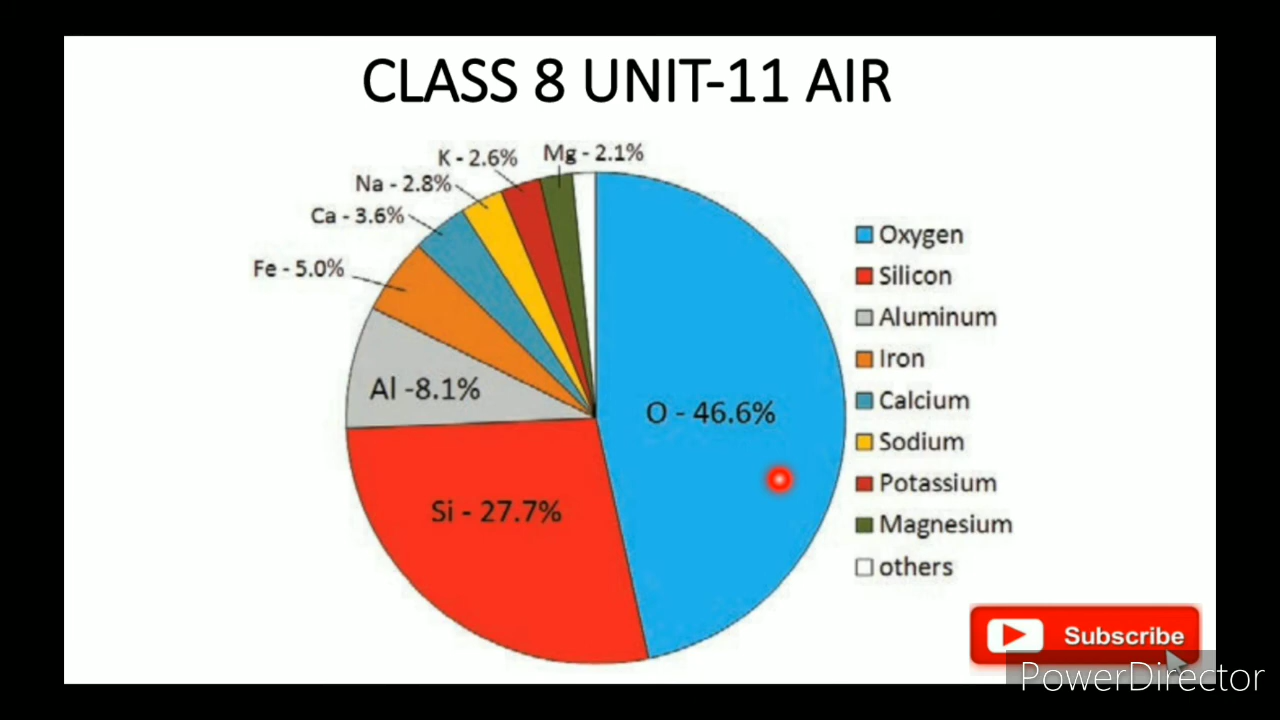 CLASS 8 UNIT-11 AIR
K - 2.6%
Mg - 2.1%
Na - 2.8%
Ca - 3.6%
Fe - 5.0%
Al -8.1%
O - 46.6%
Si - 27.7%
Oxygen
Silicon
Aluminum
Iron
Calcium
Sodium
Potassium
Magnesium
others
Subscribe
PowerDirector